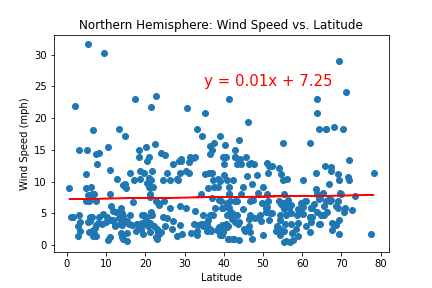 Northern Hemisphere: Wind Speed vs. Latitude
30
y = 0.01x + 7.25
25
20
15
10
5
0
Wind Speed (mph)
0 10 20 30 40 50 60 70 80
Latitude